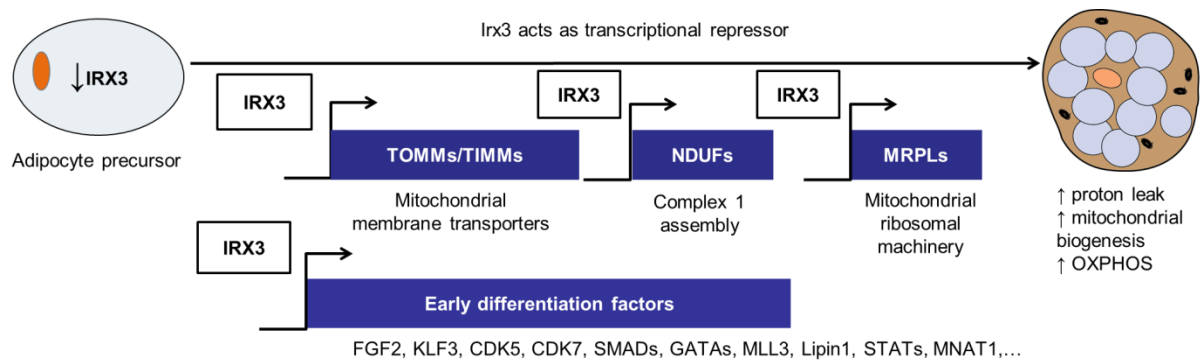 Irx3 acts as transcriptional repressor
↓IRX3
Adipocyte precursor
IRX3
IRX3
IRX3
TOMMs/TIMMs
NDUFs
MRPLs
Mitochondrial
membrane transporters
Complex 1
assembly
Mitochondrial
ribosomal
machinery
↑ proton leak
↑ mitochondrial
biogenesis
↑ OXPHOS
IRX3
Early differentiation factors
FGF2, KLF3, CDK5, CDK7, SMADs, GATAs, MLL3, Lipin1, STATs, MNAT1,...